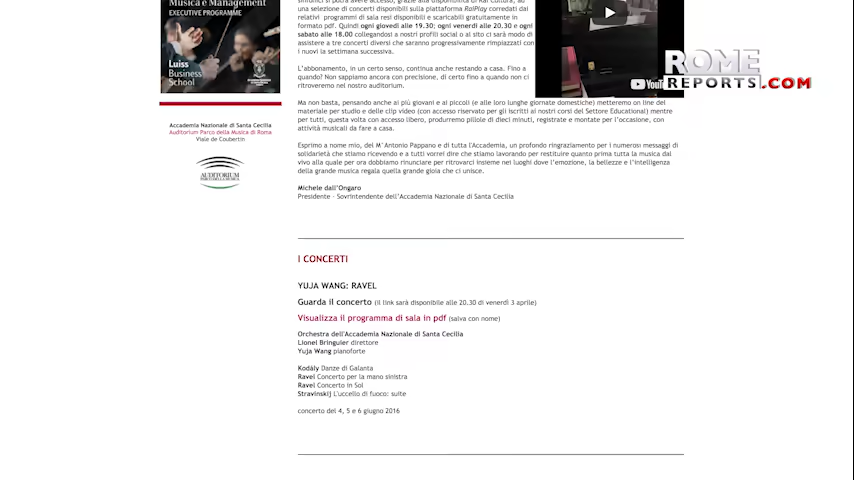 Musica e Management
EXECUTIVE PROGRAMME
Luiss
Business
School
Accademia Nazionale di Santa Cecilia
Auditorium Parco della Musica di Roma
Viale de Coubertin
AUDITORIUM
PARCO DELLA MUSICA
una selezione di concerti disponibili sulla piattaforma RaiPlay corredati dai
relativi programmi di sala resi disponibili e scaricabili gratuitamente in
formato pdf. Quindi ogni giovedì alle 19.30; ogni venerdì alle 20.30 e ogni
sabato alle 18.00 collegandosi a nostri profili social o al sito ci sarà modo di
assistere a tre concerti diversi che saranno progressivamente rimpiazzati con
i nuovi la settimana successiva.
L'abbonamento, in un certo senso, continua anche restando a casa. Fino a
quando? Non sappiamo ancora con precisione, di certo fino a quando non ci
ritroveremo nel nostro auditorium.
Ma non basta, pensando anche ai più giovani e ai piccoli (e alle loro lunghe giornate domestiche) metteremo on line del
materiale per studio e delle clip video (con accesso riservato per gli iscritti ai nostri corsi del Settore Educational) mentre
per tutti, questa volta con accesso libero, produrremo pillole di dieci minuti, registrate e montate per l'occasione, con
attività musicali da fare a casa.
Esprimo a nome mio, del M°Antonio Pappano e di tutta l'Accademia, un profondo ringraziamento per i numerosi messaggi di
solidarietà che stiamo ricevendo e a tutti vorrei dire che stiamo lavorando per restituire quanto prima tutta la musica dal
vivo alla quale per ora dobbiamo rinunciare per ritrovarci insieme nei luoghi dove l'emozione, la bellezze e l'intelligenza
della grande musica regala quella grande gioia che ci unisce.
Michele dall'Ongaro
Presidente - Sovrintendente dell'Accademia Nazionale di Santa Cecilia
I CONCERTI
YUJA WANG: RAVEL
Guarda il concerto (il link sarà disponibile alle 20.30 di venerdì 3 aprile)
Visualizza il programma di sala in pdf (salva con nome)
Orchestra dell'Accademia Nazionale di Santa Cecilia
Lionel Bringuier direttore
Yuja Wang pianoforte
Kodály Danze di Galanta
Ravel Concerto per la mano sinistra
Ravel Concerto in Sol
Stravinskij L'uccello di fuoco: suite
concerto del 4, 5 e 6 giugno 2016
ROME
REPORTS.COM